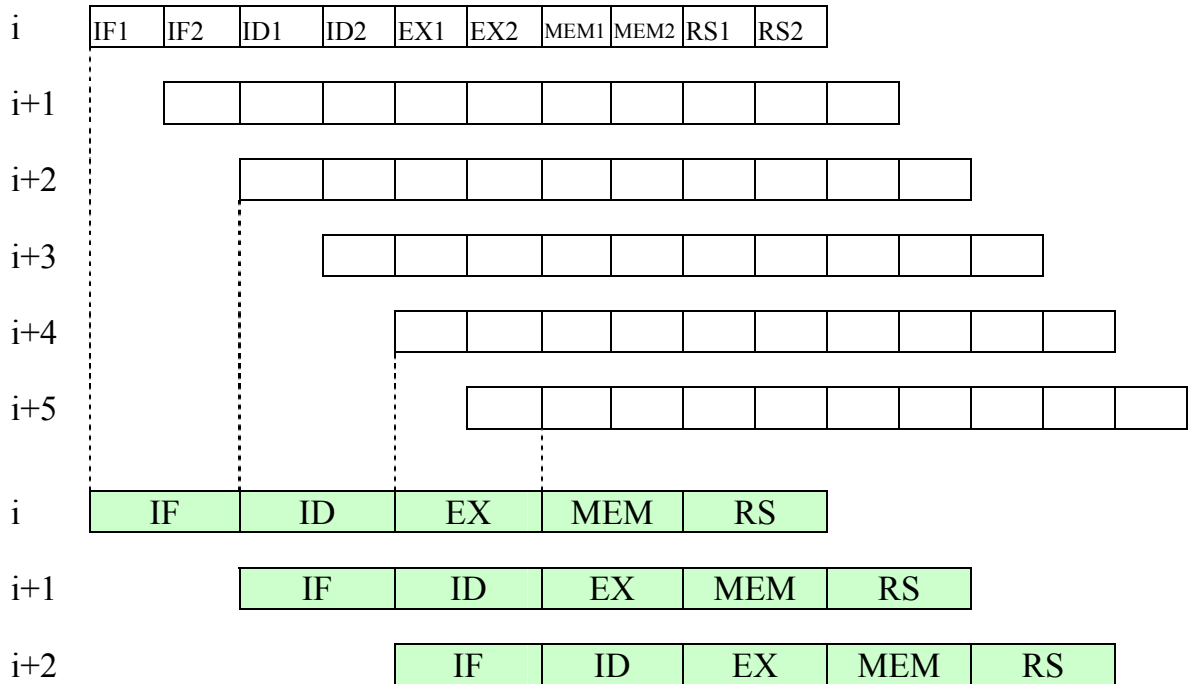 i IF1 IF2 ID1 ID2 EX1 EX2 MEM1 MEM2 RS1 RS2
i+1
i+2
i+3
i+4
i+5
i IF ID EX MEM RS
i+1 IF ID EX MEM RS
i+2 IF ID EX MEM RS